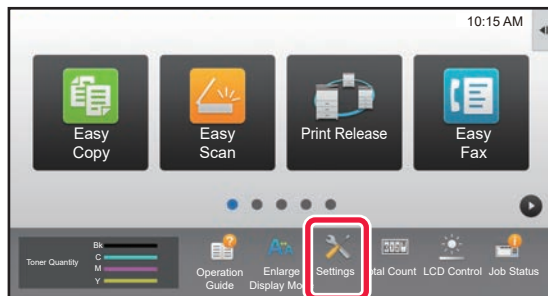 10:15 AM
Easy
Copy
Easy
Scan
Print Release
Easy
Fax
Toner Quantity
Bk
C
M
Y
Operation
Guide
Enlarge
Display Mo
Settings
tal Count
LCD Control
Job Status